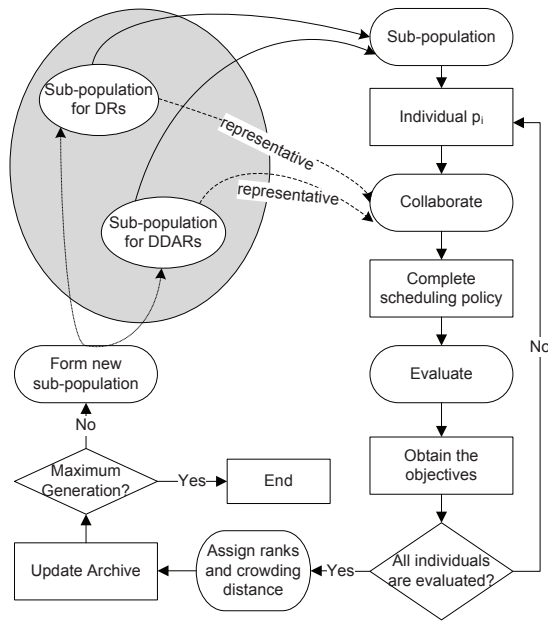 Sub-population
for DRs
Sub-population
for DDARs
representative
representative
Sub-population
Individual pi
Collaborate
Complete
scheduling policy
Evaluate
Obtain the
objectives
All individuals
are evaluated?
No
Yes
Assign ranks
and crowding
distance
Update Archive
Maximum
Generation?
Yes
End
No
Form new
sub-population